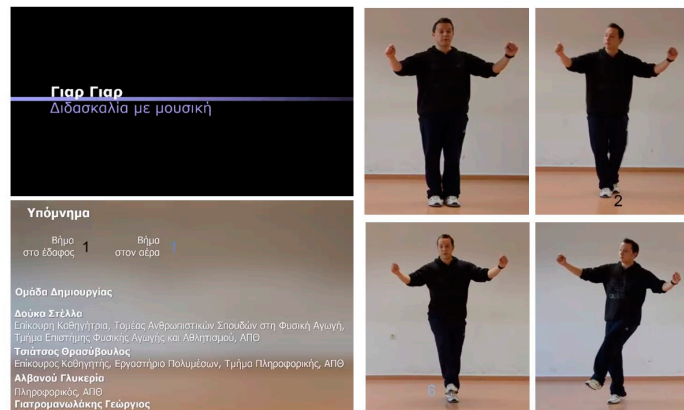 Γιαρ Γιαρ
Διδασκαλία με μουσική
Υπόμνημα
Βήμα
στο έδαφος 1
Βήμα
στον αέρα 1
Ομάδα Δημιουργίας
Δούκα Στέλλα
Επίκουρη Καθηγήτρια, Τομέας Ανθρωπιστικών Σπουδών στη Φυσική Αγωγή,
Τμήμα Επιστήμης Φυσικής Αγωγής και Αθλητισμού, ΑΠΘ
Τσιάτσος Θρασύβουλος
Επίκουρος Καθηγητής, Εργαστήριο Πολυμέσων, Τμήμα Πληροφορικής, ΑΠΘ
Αλβανού Γλυκερία
Πληροφορικός, ΑΠΘ
Γιατρομανωλάκης Γεώργιος
2
6